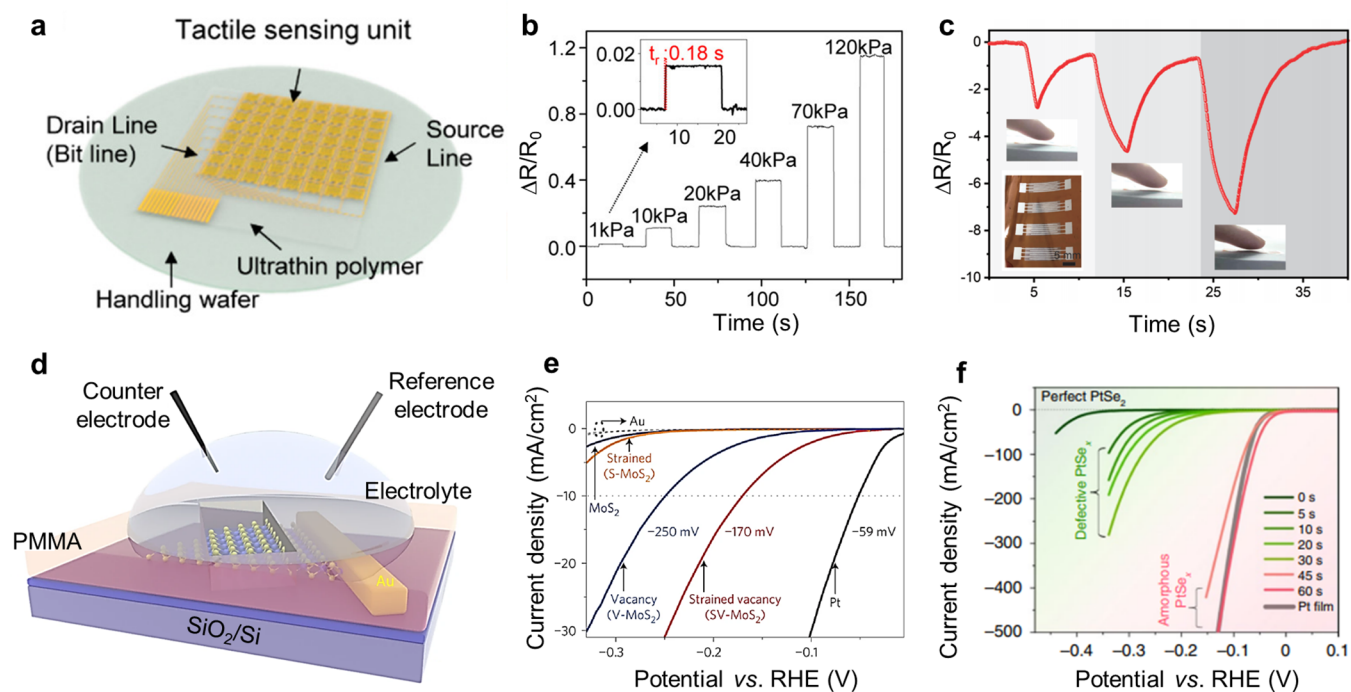 a
Tactile sensing unit
Drain Line
(Bit line)
Source
Line
Ultrathin polymer
Handling wafer
b
ΔR/R0
1.2
0.8
0.4
0.0
0.02
0.00
tr:0.18 s
10
20
1kPa
10kPa
20kPa
40kPa
70kPa
120kPa
0
50
100
150
Time (s)
c
ΔR/R0
0
-2
-4
-6
-8
-10
5
15
25
35
Time (s)
5 mm
d
Counter
electrode
Reference
electrode
Electrolyte
PMMA
Au
SiO2/Si
e
Current density (mA/cm2)
0
−10
−20
−30
Au
Strained
(S-MoS2)
MoS2
−250 mV
−170 mV
−59 mV
Vacancy
(V-MoS2)
Strained vacancy
(SV-MoS2)
Pt
−0.3
−0.2
−0.1
Potential vs. RHE (V)
f
Current density (mA/cm2)
Perfect PtSe2
0
−100
−200
−300
−400
−500
Defective PtSex
Amorphous
PtSex
0 s
5 s
10 s
20 s
30 s
45 s
60 s
Pt film
−0.4
−0.3
−0.2
−0.1
0
0.1
Potential vs. RHE (V)